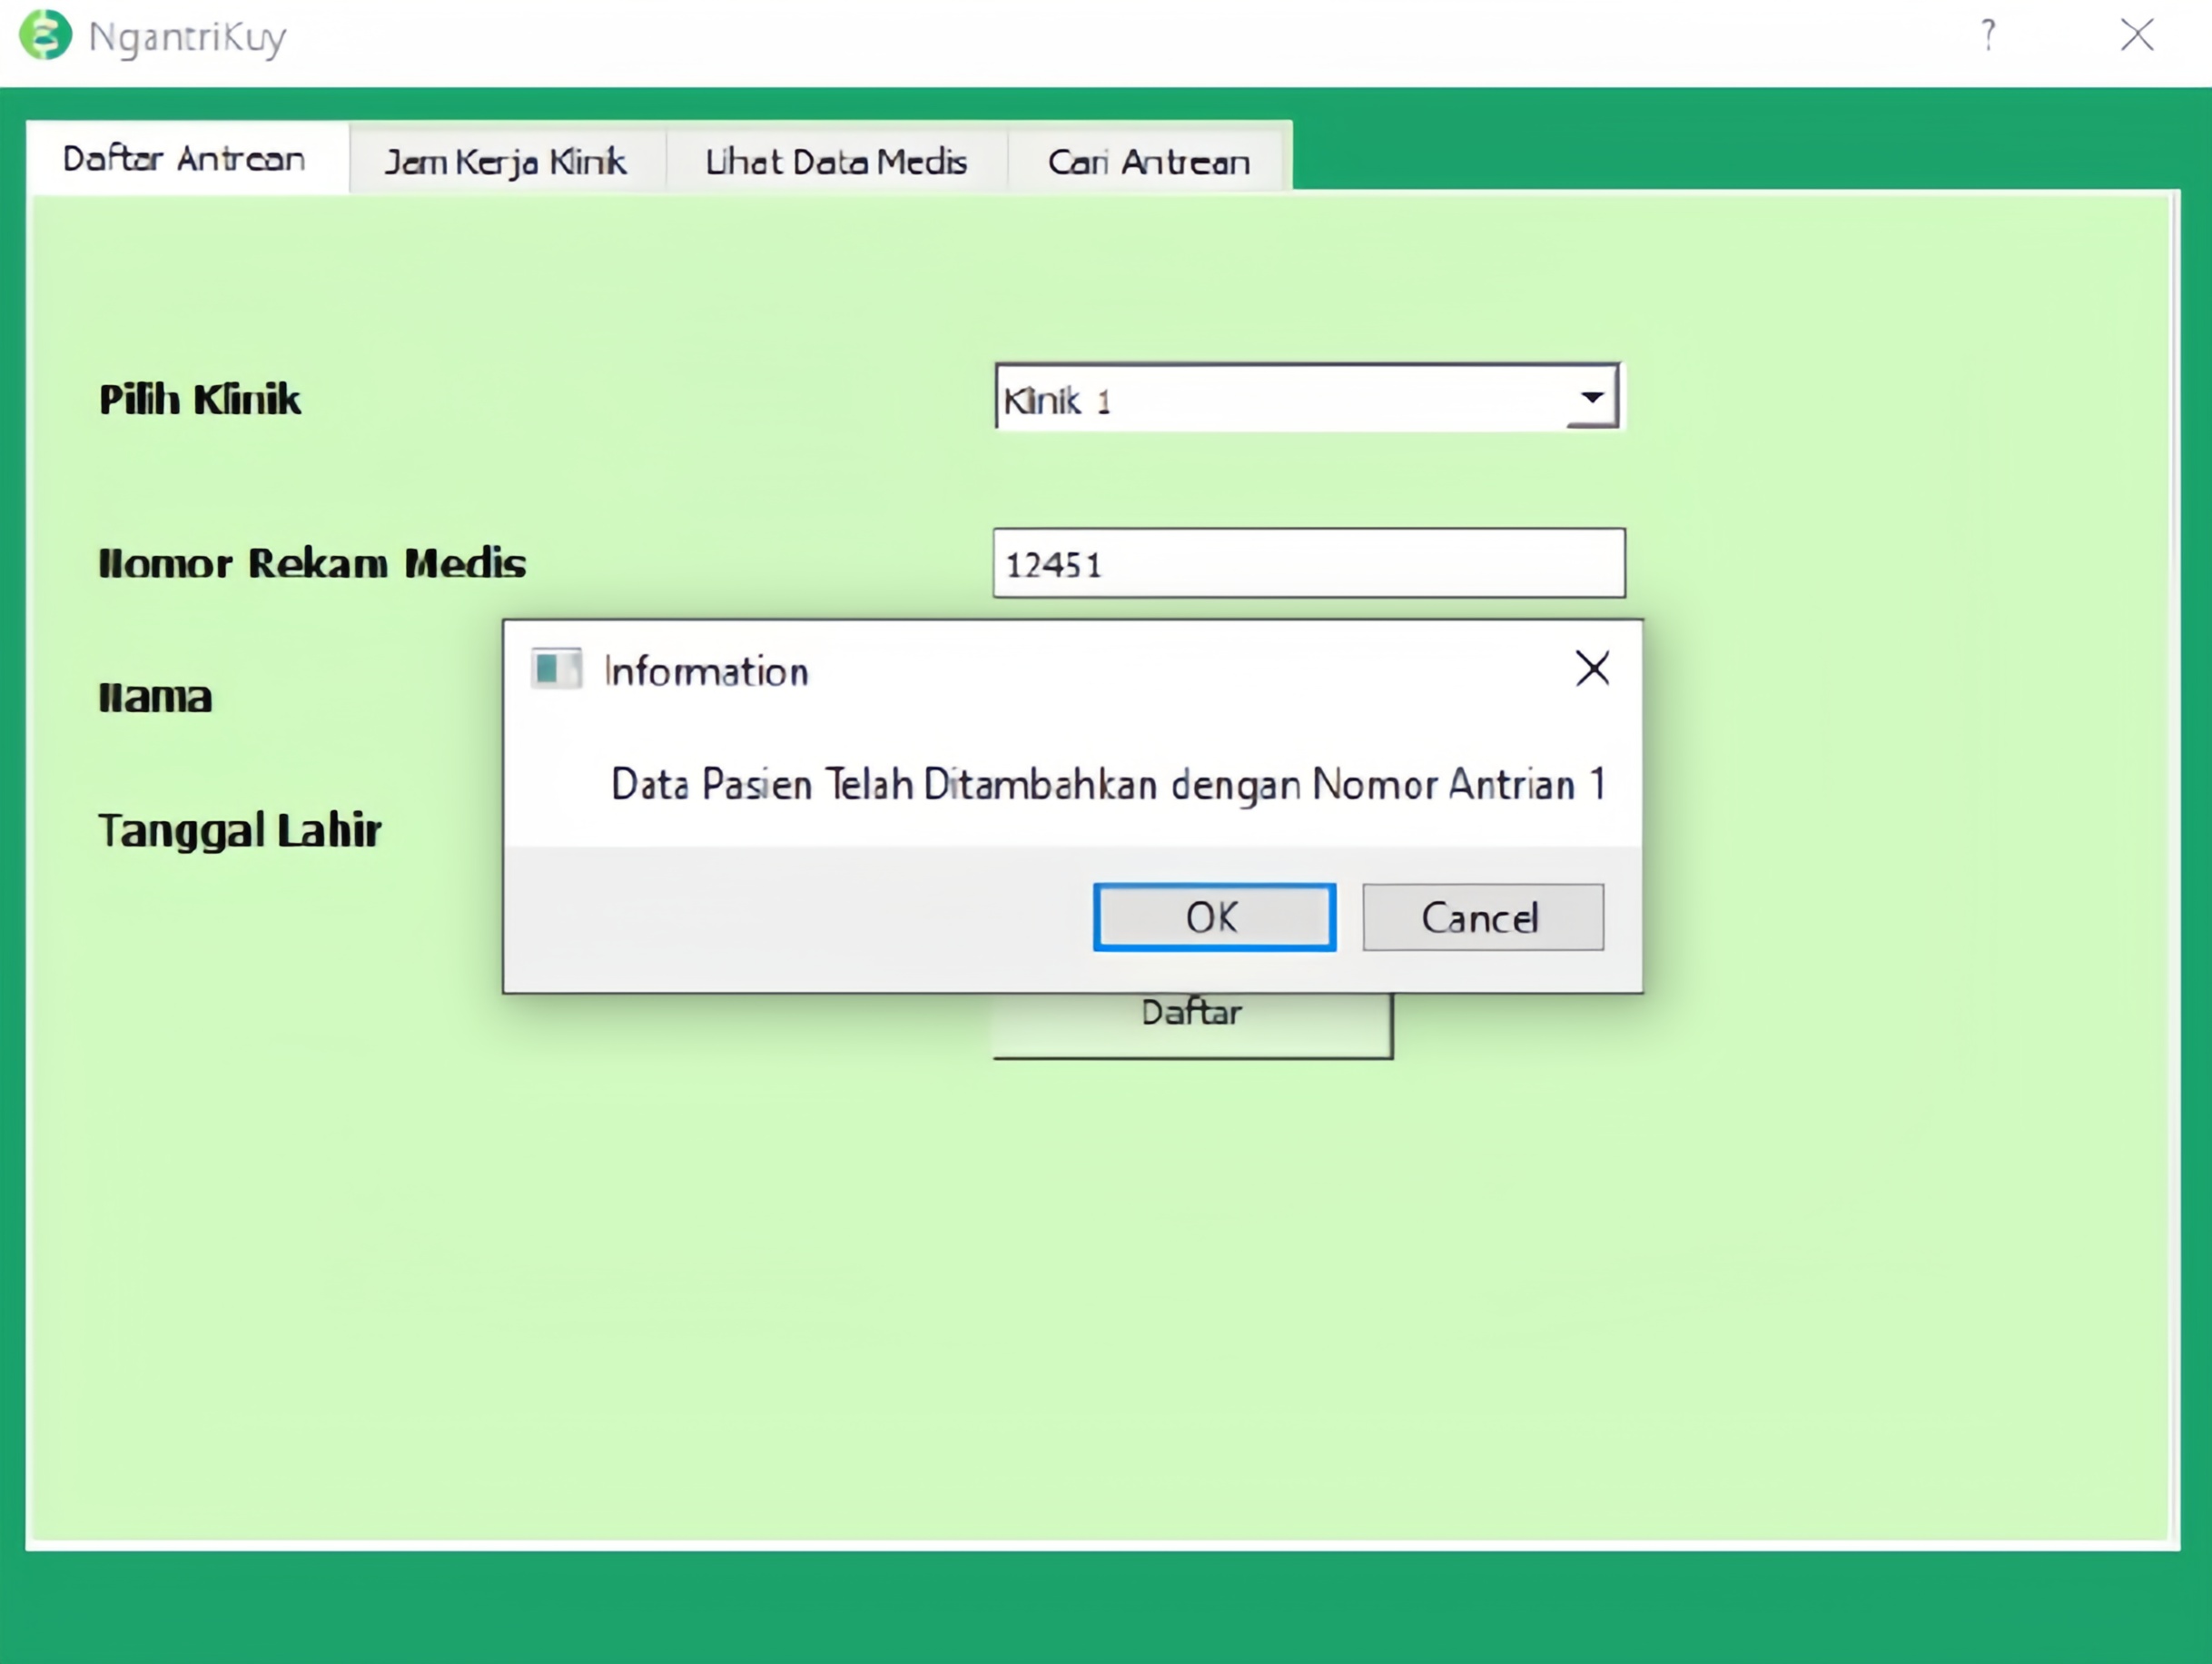 NgantriKuy ?
Daftar Antrean Jam Kerja Klinik Lihat Data Medis Cari Antrean
Pilih Klinik Klinik 1
Nomor Rekam Medis 12451
Information
Nama
Data Pasien Telah Ditambahkan dengan Nomor Antrian 1
Tanggal Lahir
OK Cancel
Daftar